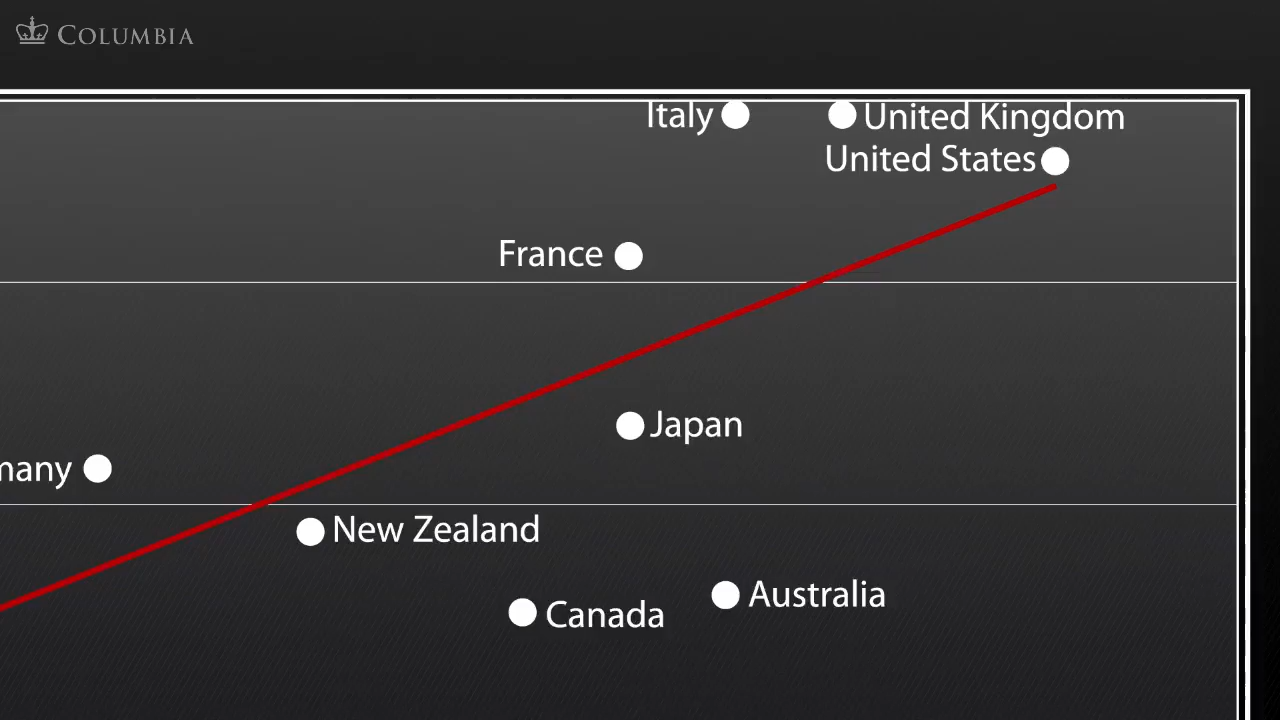 COLUMBIA
Italy
United Kingdom
United States
France
Japan
many
New Zealand
Australia
Canada